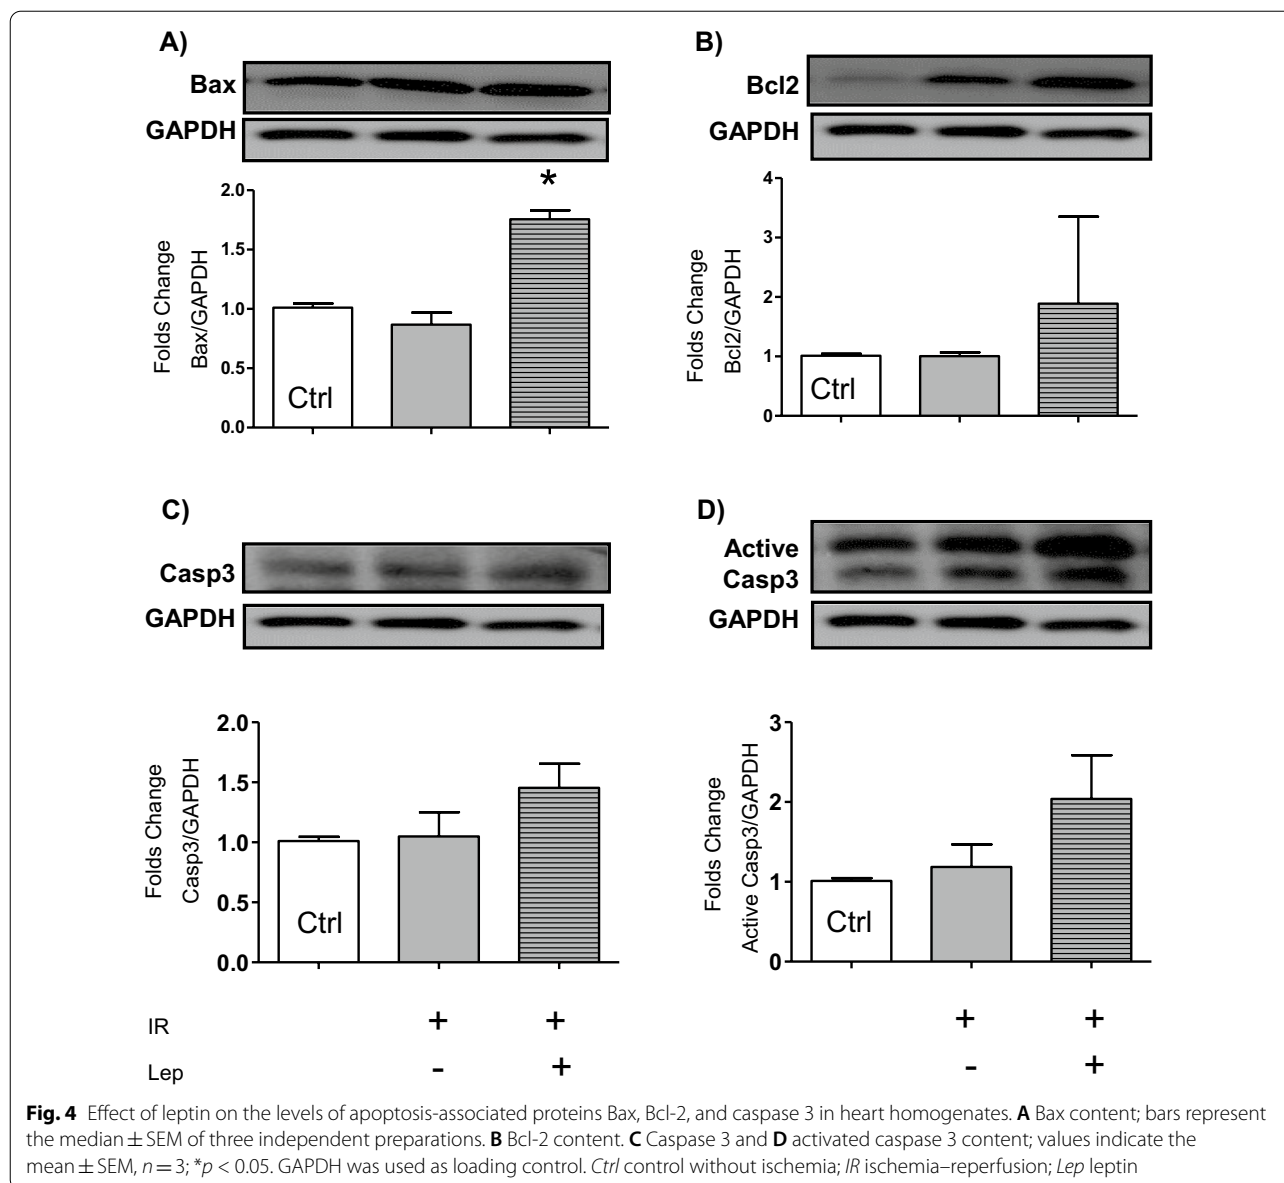 A)
Bax
GAPDH
*
2.0
1.5
1.0
0.5
0.0
Folds Change
Bax/GAPDH
Ctrl
B)
Bcl2
GAPDH
4
3
2
1
0
Folds Change
Bcl2/GAPDH
Ctrl
C)
Casp3
GAPDH
2.0
1.5
1.0
0.5
0.0
Folds Change
Casp3/GAPDH
Ctrl
D)
Active
Casp3
GAPDH
3
2
1
0
Folds Change
Active Casp3/GAPDH
Ctrl
IR + + + +
Lep - + - +
Fig. 4 Effect of leptin on the levels of apoptosis-associated proteins Bax, Bcl-2, and caspase 3 in heart homogenates. A Bax content; bars represent
the median ± SEM of three independent preparations. B Bcl-2 content. C Caspase 3 and D activated caspase 3 content; values indicate the
mean ± SEM, n = 3; *p < 0.05. GAPDH was used as loading control. Ctrl control without ischemia; IR ischemia–reperfusion; Lep leptin